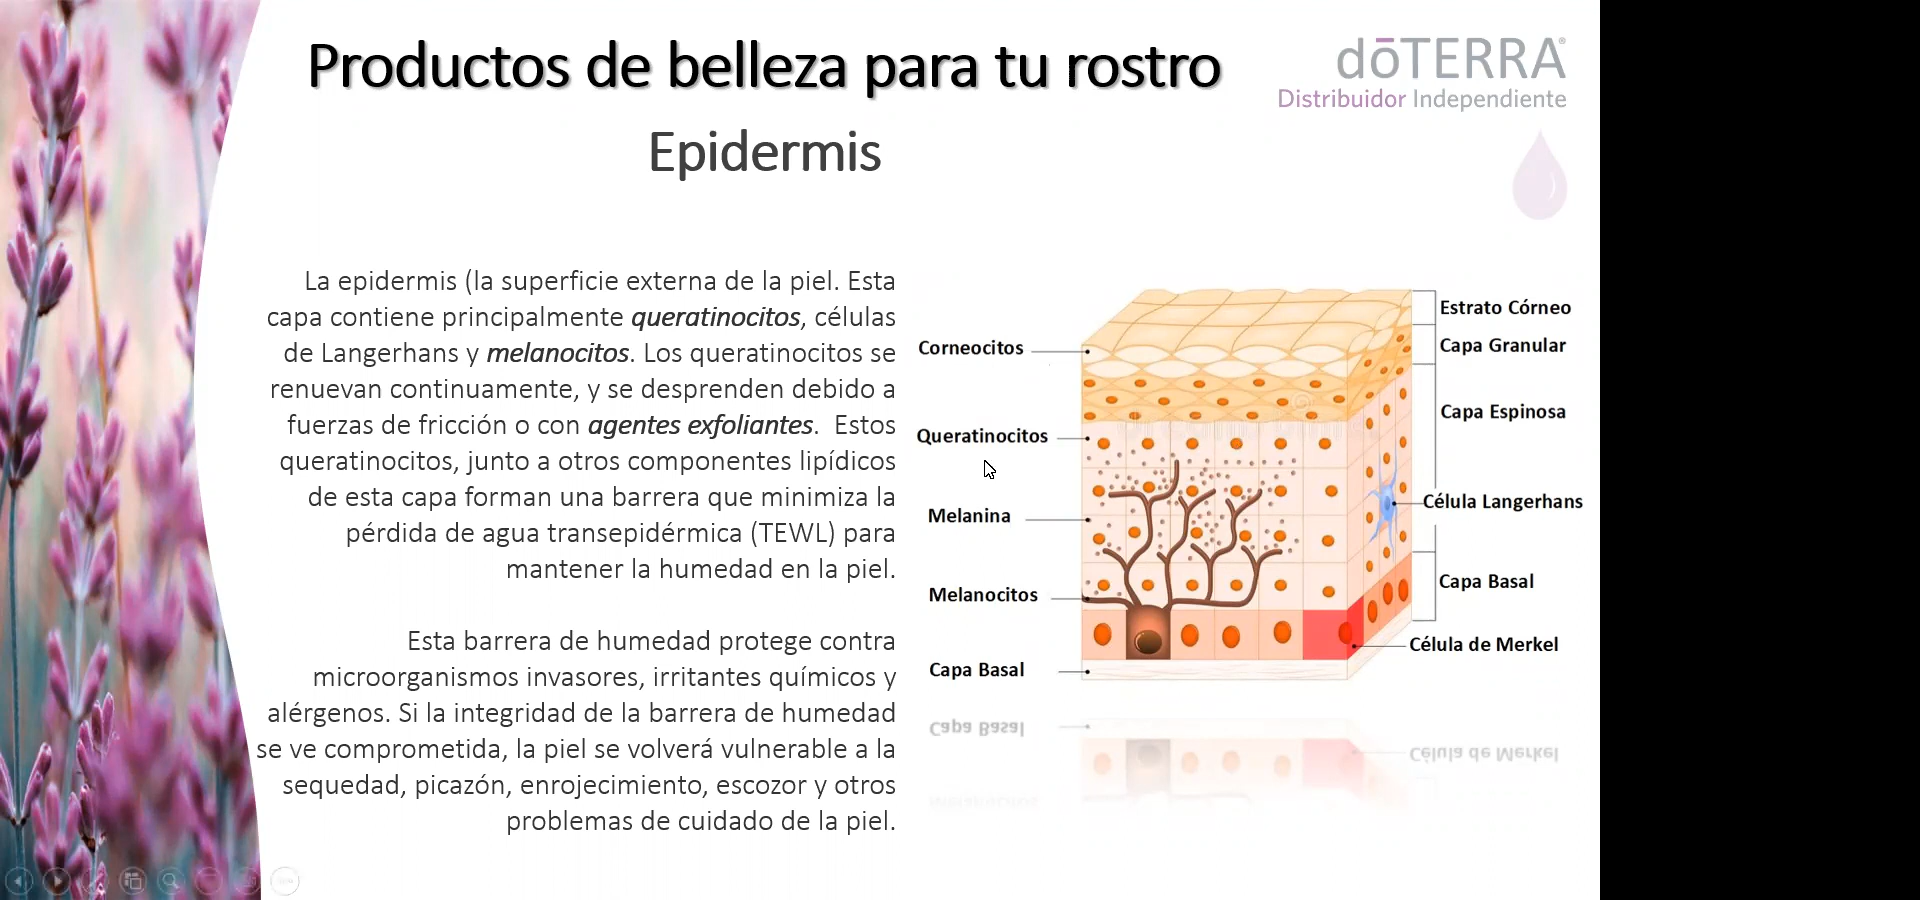 Productos de belleza para tu rostro
dōTERRA®
Distribuidor Independiente
Epidermis
La epidermis (la superficie externa de la piel. Esta
capa contiene principalmente queratinocitos, células
de Langerhans y melanocitos. Los queratinocitos se
renuevan continuamente, y se desprenden debido a
fuerzas de fricción o con agentes exfoliantes.  Estos
queratinocitos, junto a otros componentes lipídicos
de esta capa forman una barrera que minimiza la
pérdida de agua transepidérmica (TEWL) para
mantener la humedad en la piel.
Esta barrera de humedad protege contra
microorganismos invasores, irritantes químicos y
alérgenos. Si la integridad de la barrera de humedad
se ve comprometida, la piel se volverá vulnerable a la
sequedad, picazón, enrojecimiento, escozor y otros
problemas de cuidado de la piel.
Corneocitos
Queratinocitos
Melanina
Melanocitos
Capa Basal
Estrato Córneo
Capa Granular
Capa Espinosa
Célula Langerhans
Capa Basal
Célula de Merkel
Capa Basal
Célula de Merkel
Melanocitos